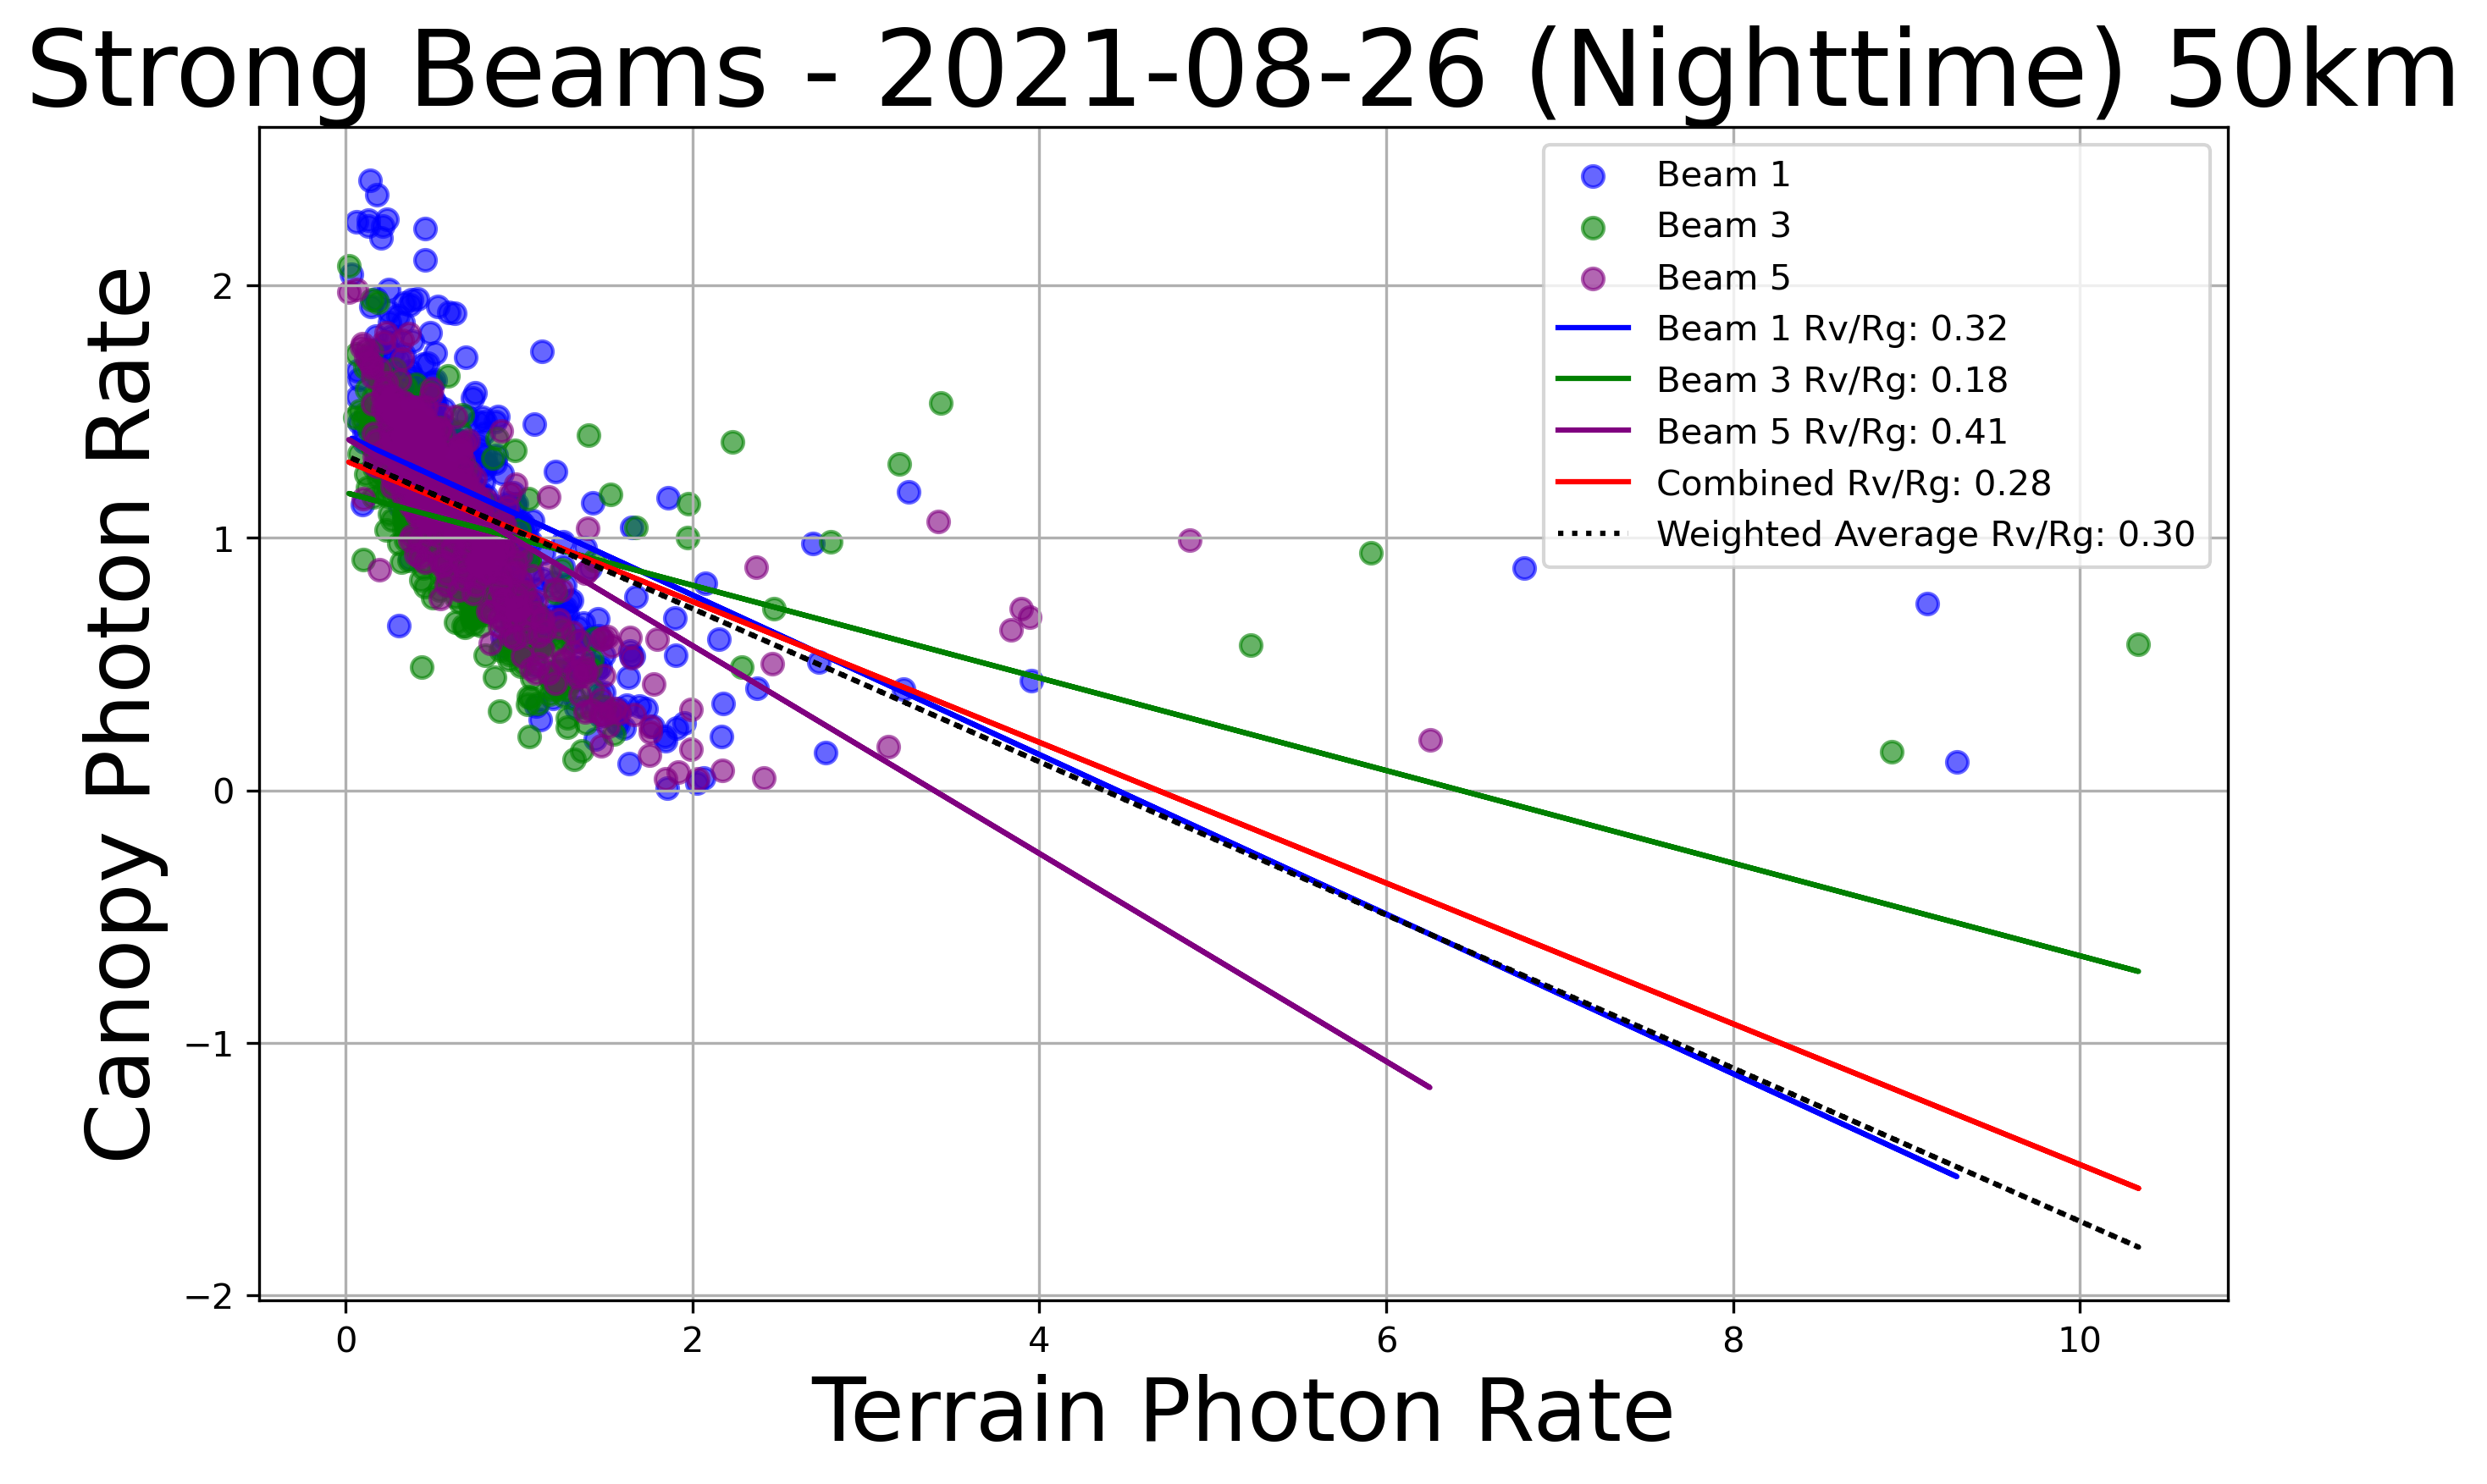 Strong Beams - 2021-08-26 (Nighttime) 50km
Canopy Photon Rate
2
1
0
−1
−2
Beam 1
Beam 3
Beam 5
Beam 1 Rv/Rg: 0.32
Beam 3 Rv/Rg: 0.18
Beam 5 Rv/Rg: 0.41
Combined Rv/Rg: 0.28
Weighted Average Rv/Rg: 0.30
0 2 4 6 8 10
Terrain Photon Rate